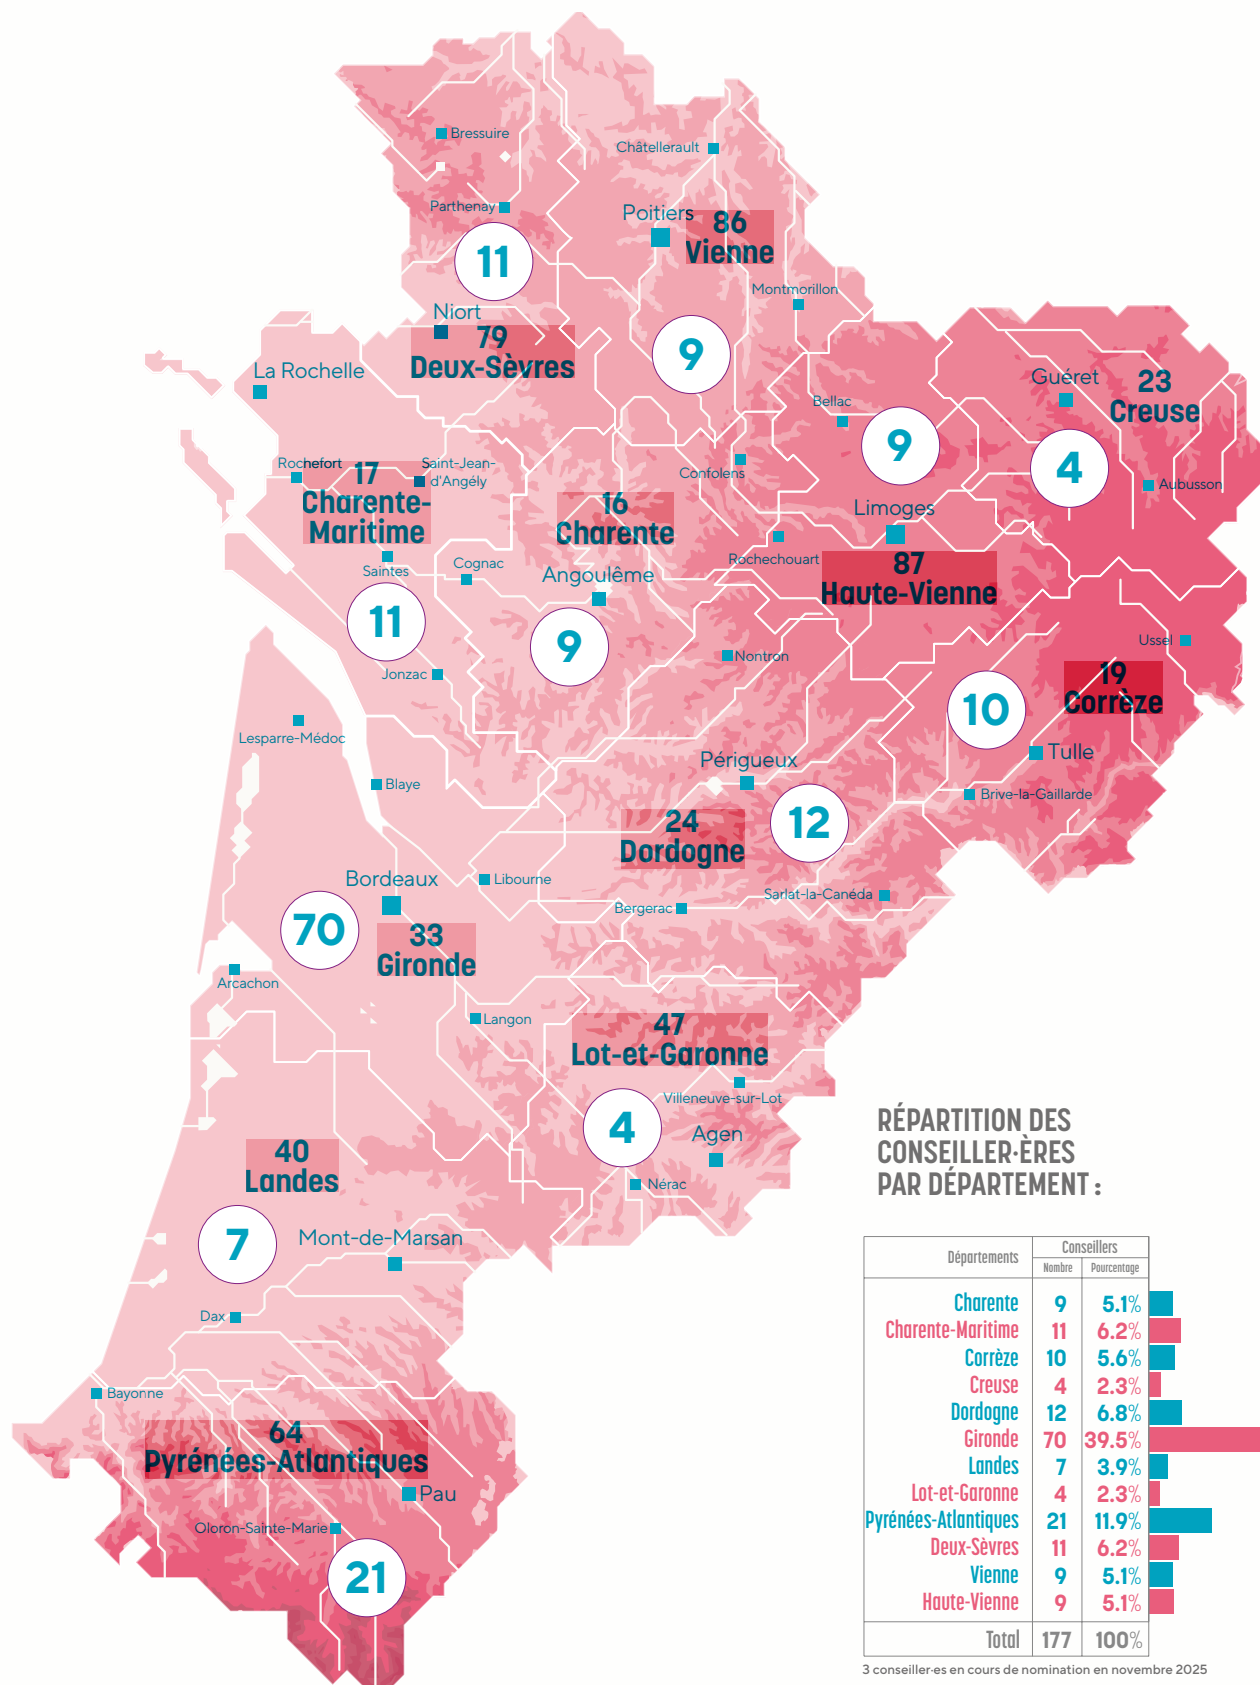 Bressuire
Châtellerault
Parthenay
Poitiers
86
Vienne
11
Montmorillon
Niort
79
Deux-Sèvres
9
La Rochelle
Guéret
23
Creuse
Bellac
9
4
Rochefort
17
Charente-
Maritime
Saint-Jean-
d'Angély
Confolens
Aubusson
16
Charente
Limoges
Saintes
Cognac
Angoulême
Rochechouart
87
Haute-Vienne
11
9
Ussel
Jonzac
Nontron
19
Corrèze
10
Lesparre-Médoc
Tulle
Périgueux
Blaye
Brive-la-Gaillarde
24
Dordogne
12
Bordeaux
Libourne
Sarlat-la-Canéda
Bergerac
70
33
Gironde
Arcachon
Langon
47
Lot-et-Garonne
Villeneuve-sur-Lot
4
Agen
Nérac
40
Landes
7
Mont-de-Marsan
Dax
Bayonne
64
Pyrénées-Atlantiques
Pau
Oloron-Sainte-Marie
21
RÉPARTITION DES
CONSEILLER·ÈRES
PAR DÉPARTEMENT :
Départements Conseillers
Nombre Pourcentage
Charente 9 5.1%
Charente-Maritime 11 6.2%
Corrèze 10 5.6%
Creuse 4 2.3%
Dordogne 12 6.8%
Gironde 70 39.5%
Landes 7 3.9%
Lot-et-Garonne 4 2.3%
Pyrénées-Atlantiques 21 11.9%
Deux-Sèvres 11 6.2%
Vienne 9 5.1%
Haute-Vienne 9 5.1%
Total 177 100%
3 conseiller·es en cours de nomination en novembre 2025